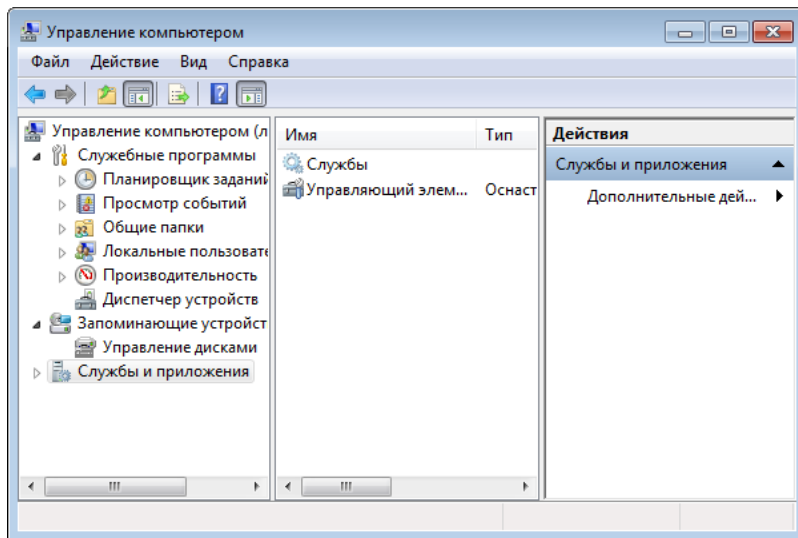 Управление компьютером
Файл Действие Вид Справка
Управление компьютером (л
Служебные программы
Планировщик заданий
Просмотр событий
Общие папки
Локальные пользовате
Производительность
Диспетчер устройств
Запоминающие устройст
Управление дисками
Службы и приложения
Имя Тип
Службы
Управляющий элем... Оснаст
Действия
Службы и приложения
Дополнительные дей...